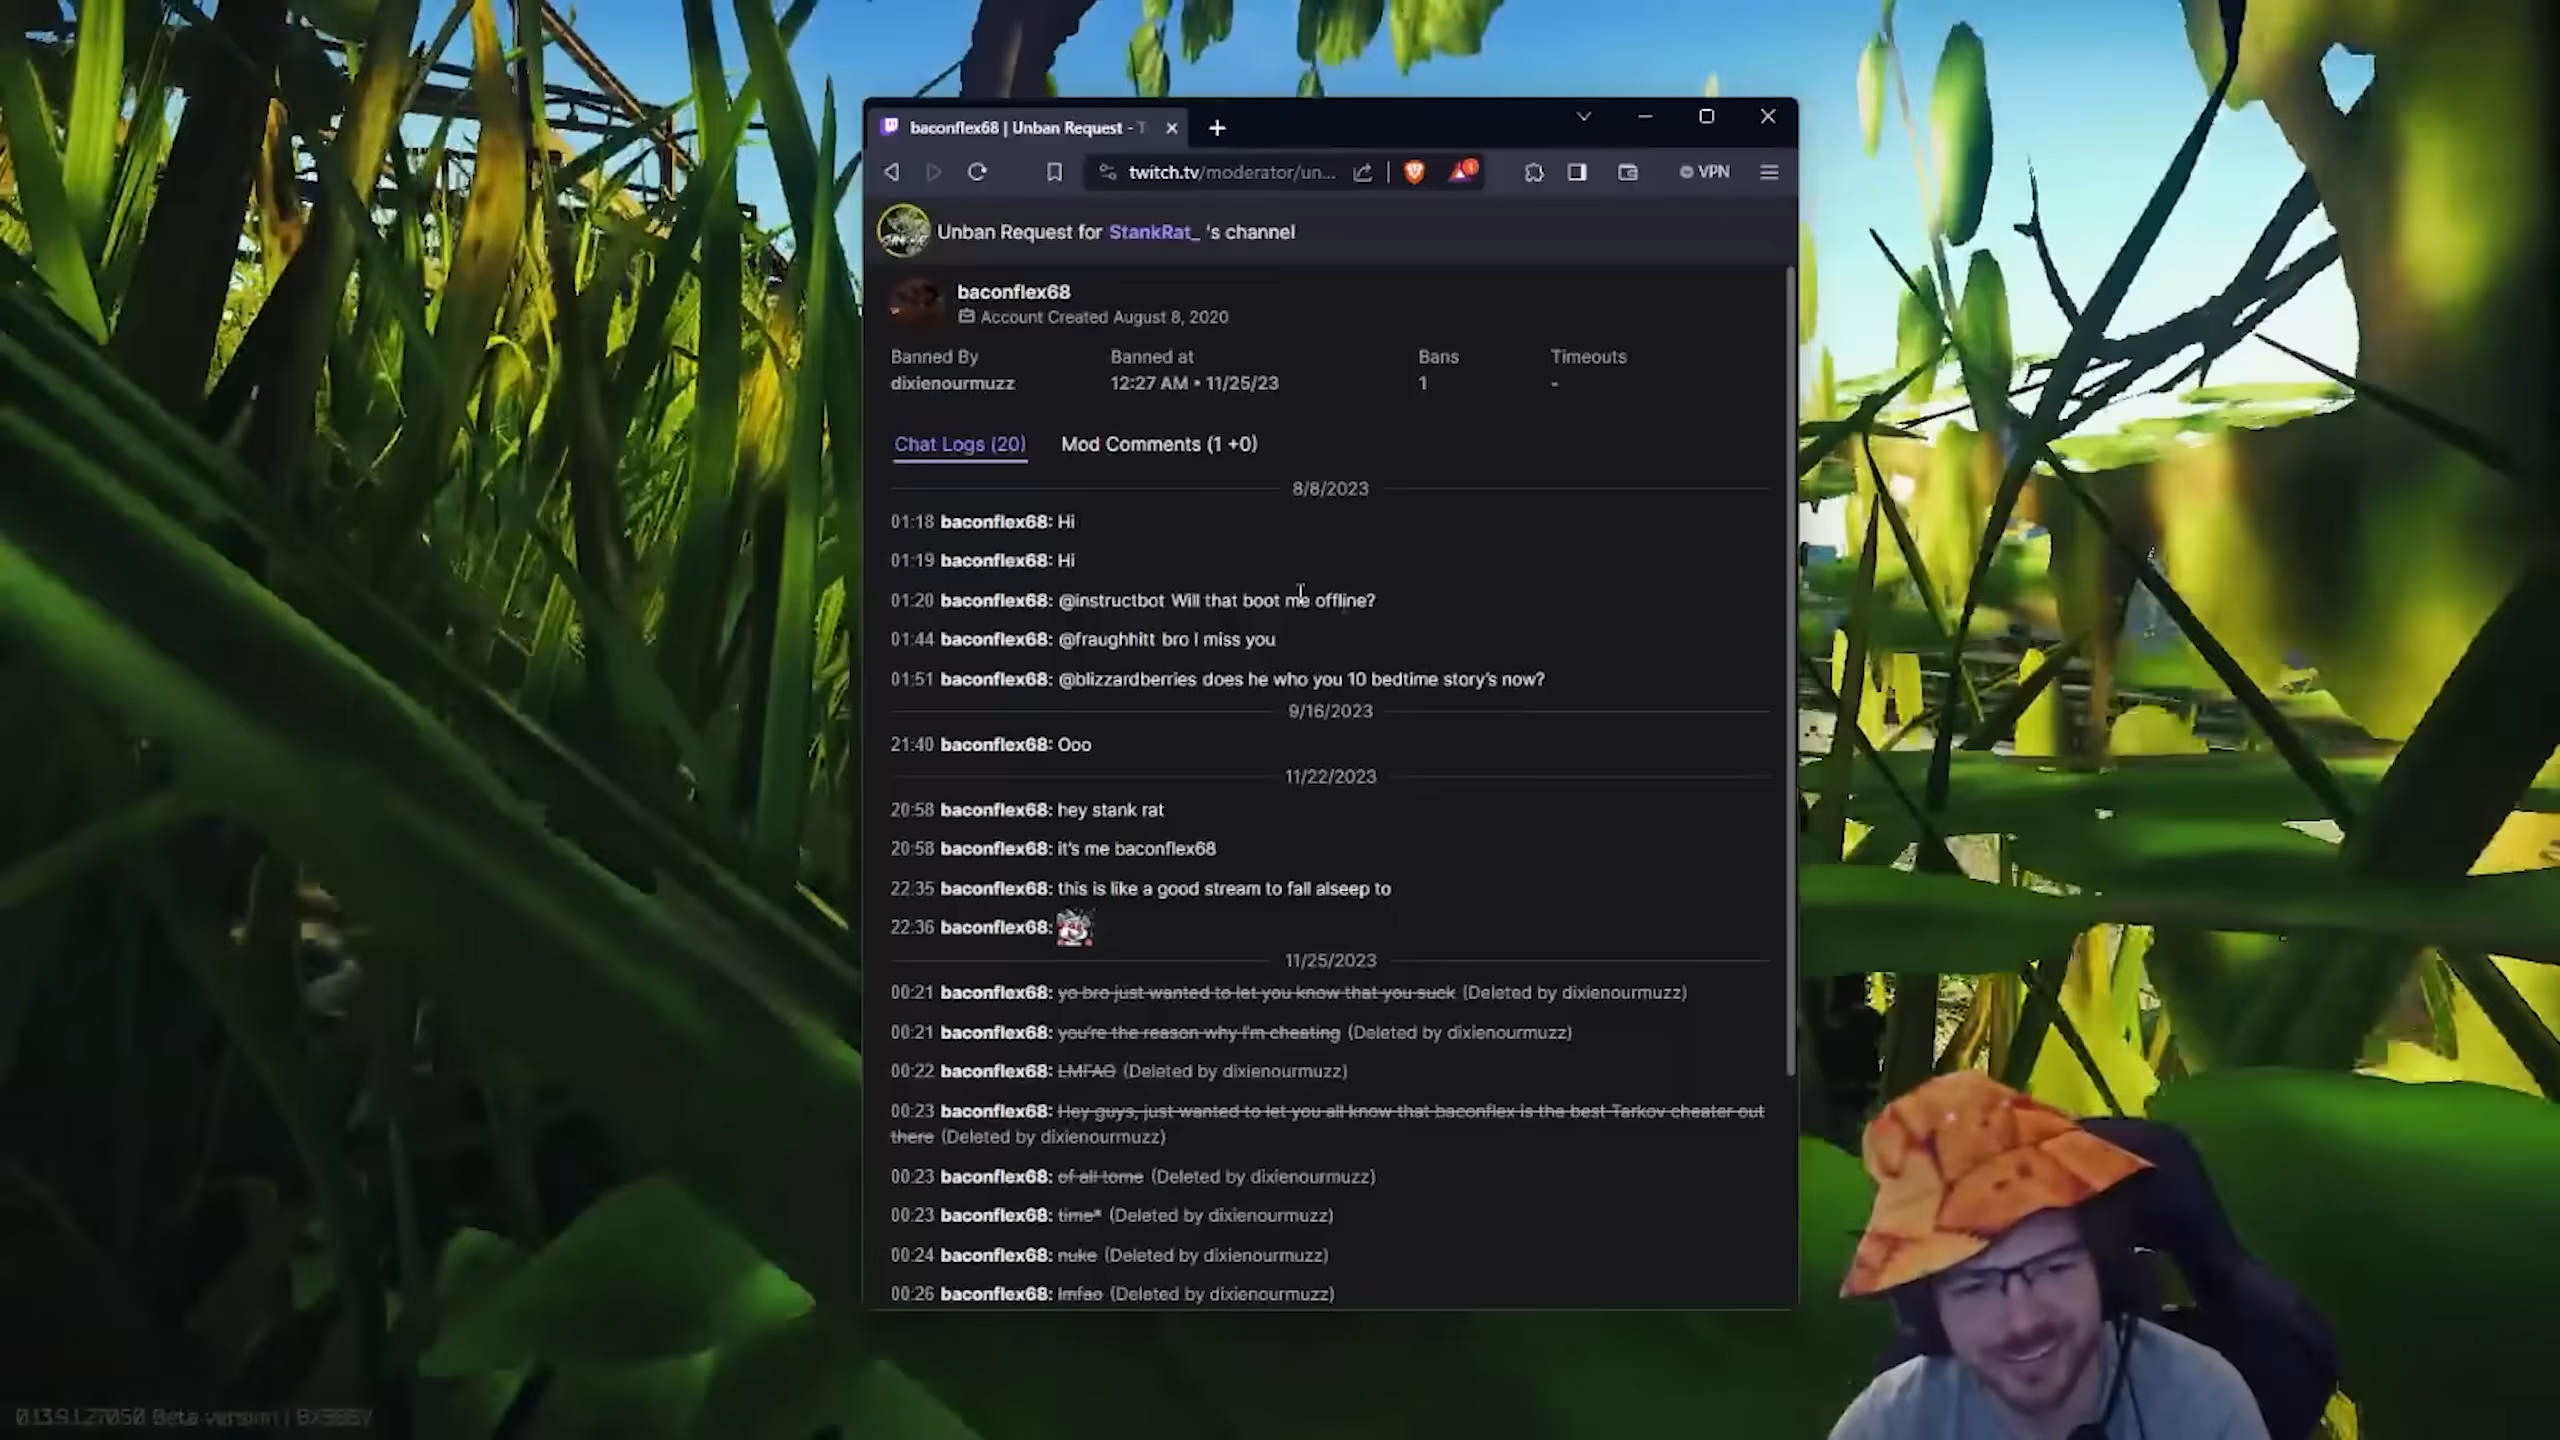 baconflex68 | Unban Request - T
twitch.tv/moderator/un...
VPN
Unban Request for StankRat_ 's channel
baconflex68
Account Created August 8, 2020
Banned By Banned at Bans Timeouts
dixienourmuzz 12:27 AM • 11/25/23 1 -
Chat Logs (20) Mod Comments (1 +0)
8/8/2023
01:18 baconflex68: Hi
01:19 baconflex68: Hi
01:20 baconflex68: @instructbot Will that boot me offline?
01:44 baconflex68: @fraughhitt bro I miss you
01:51 baconflex68: @blizzardberries does he who you 10 bedtime story's now?
9/16/2023
21:40 baconflex68: Ooo
11/22/2023
20:58 baconflex68: hey stank rat
20:58 baconflex68: it's me baconflex68
22:35 baconflex68: this is like a good stream to fall alseep to
22:36 baconflex68:
11/25/2023
00:21 baconflex68: yo bro just wanted to let you know that you suck (Deleted by dixienourmuzz)
00:21 baconflex68: you're the reason why I'm cheating (Deleted by dixienourmuzz)
00:22 baconflex68: LMFAO (Deleted by dixienourmuzz)
00:23 baconflex68: Hey guys, just wanted to let you all know that baconflex is the best Tarkov cheater out
there (Deleted by dixienourmuzz)
00:23 baconflex68: of all tome (Deleted by dixienourmuzz)
00:23 baconflex68: time* (Deleted by dixienourmuzz)
00:24 baconflex68: nuke (Deleted by dixienourmuzz)
00:26 baconflex68: lmfao (Deleted by dixienourmuzz)
Beta version |